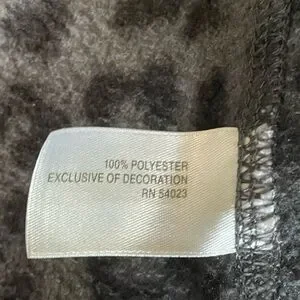 100% POLYESTER
EXCLUSIVE OF DECORATION
RN 54023